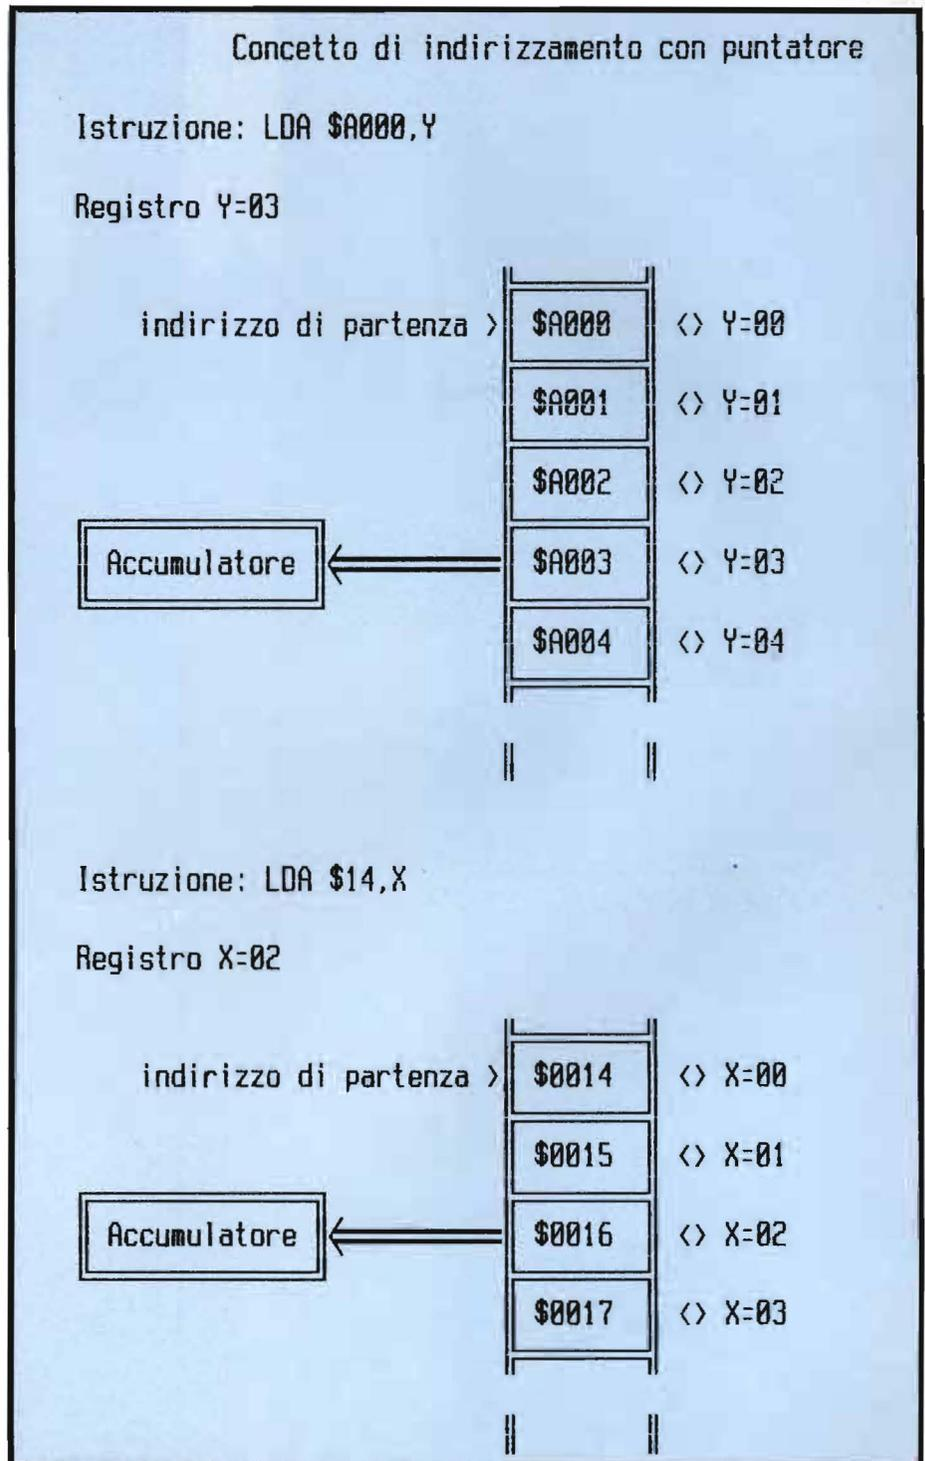 Concetto di indirizzamento con puntatore
Istruzione: LDA $A000,Y
Registro Y=03
indirizzo di partenza > $A000 <> Y=00
$A001 <> Y=01
$A002 <> Y=02
Accumulatore $A003 <> Y=03
$A004 <> Y=04
Istruzione: LDA $14,X
Registro X=02
indirizzo di partenza > $0014 <> X=00
$0015 <> X=01
Accumulatore $0016 <> X=02
$0017 <> X=03